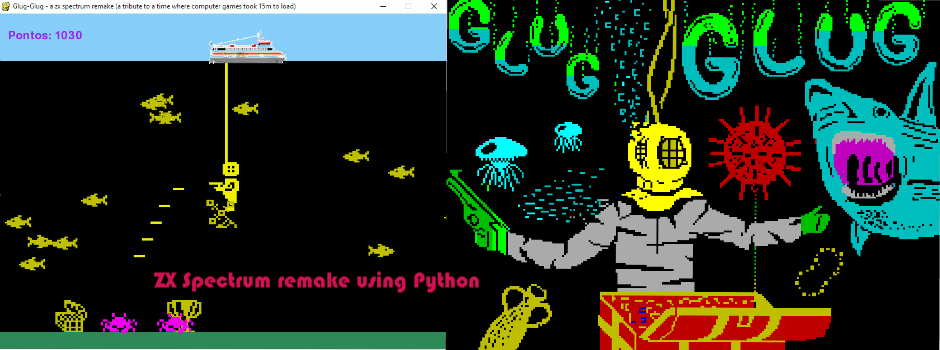 Glug-Glug - a zx spectrum remake (a tribute to a time where computer games took 15m to load)
Pontos: 1030
GLUG GLUG
ZX Spectrum remake using Python